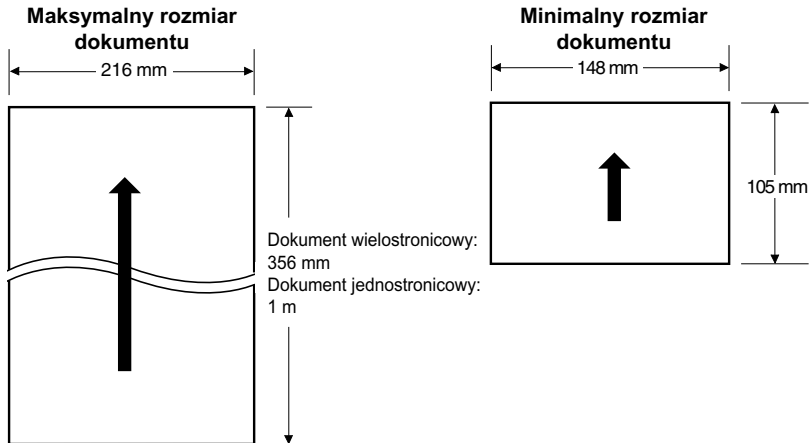 Maksymalny rozmiar
dokumentu
216 mm
Dokument wielostronicowy:
356 mm
Dokument jednostronicowy:
1 m
Minimalny rozmiar
dokumentu
148 mm
105 mm